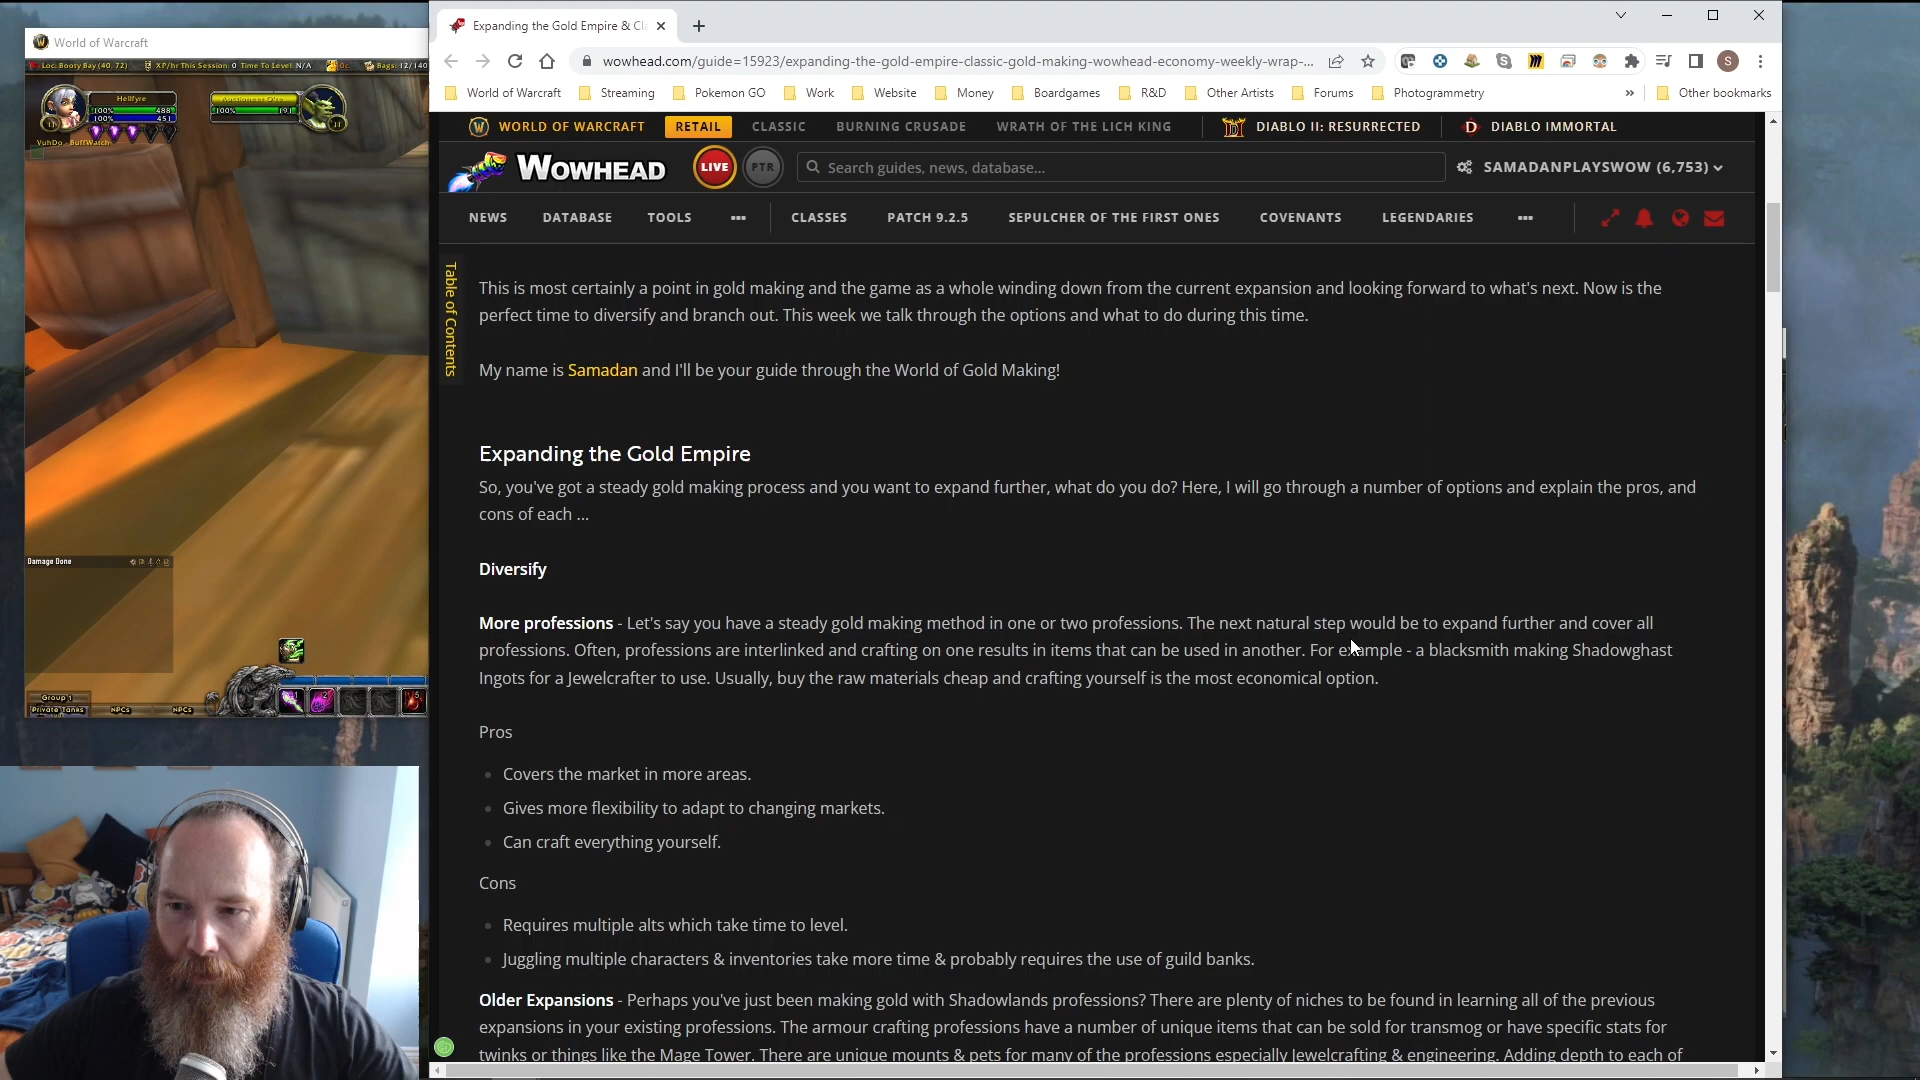 World of Warcraft
Loc: Booty Bay (40, 72)
XP/hr This Session: 0 Time To Level: N/A
0c
Bags: 12/140
Hellfyre
100% 488
100% 451
100% 191
VuhDo - BuffWatch
Damage Done
Group 1
Private Tanks
NPCs
NPCs
1
2
5
Expanding the Gold Empire & Cl
wowhead.com/guide=15923/expanding-the-gold-empire-classic-gold-making-wowhead-economy-weekly-wrap-...
S
World of Warcraft
Streaming
Pokemon GO
Work
Website
Money
Boardgames
R&D
Other Artists
Forums
Photogrammetry
»
Other bookmarks
WORLD OF WARCRAFT
RETAIL
CLASSIC
BURNING CRUSADE
WRATH OF THE LICH KING
DIABLO II: RESURRECTED
DIABLO IMMORTAL
WOWHEAD
LIVE
PTR
Search guides, news, database...
SAMADANPLAYSWOW (6,753)
NEWS
DATABASE
TOOLS
CLASSES
PATCH 9.2.5
SEPULCHER OF THE FIRST ONES
COVENANTS
LEGENDARIES
Table of Contents
This is most certainly a point in gold making and the game as a whole winding down from the current expansion and looking forward to what's next. Now is the
perfect time to diversify and branch out. This week we talk through the options and what to do during this time.
My name is Samadan and I'll be your guide through the World of Gold Making!
Expanding the Gold Empire
So, you've got a steady gold making process and you want to expand further, what do you do? Here, I will go through a number of options and explain the pros, and
cons of each ...
Diversify
More professions - Let's say you have a steady gold making method in one or two professions. The next natural step would be to expand further and cover all
professions. Often, professions are interlinked and crafting on one results in items that can be used in another. For example - a blacksmith making Shadowghast
Ingots for a Jewelcrafter to use. Usually, buy the raw materials cheap and crafting yourself is the most economical option.
Pros
Covers the market in more areas.
Gives more flexibility to adapt to changing markets.
Can craft everything yourself.
Cons
Requires multiple alts which take time to level.
Juggling multiple characters & inventories take more time & probably requires the use of guild banks.
Older Expansions - Perhaps you've just been making gold with Shadowlands professions? There are plenty of niches to be found in learning all of the previous
expansions in your existing professions. The armour crafting professions have a number of unique items that can be sold for transmog or have specific stats for
twinks or things like the Mage Tower. There are unique mounts & pets for many of the professions especially Jewelcrafting & engineering. Adding depth to each of